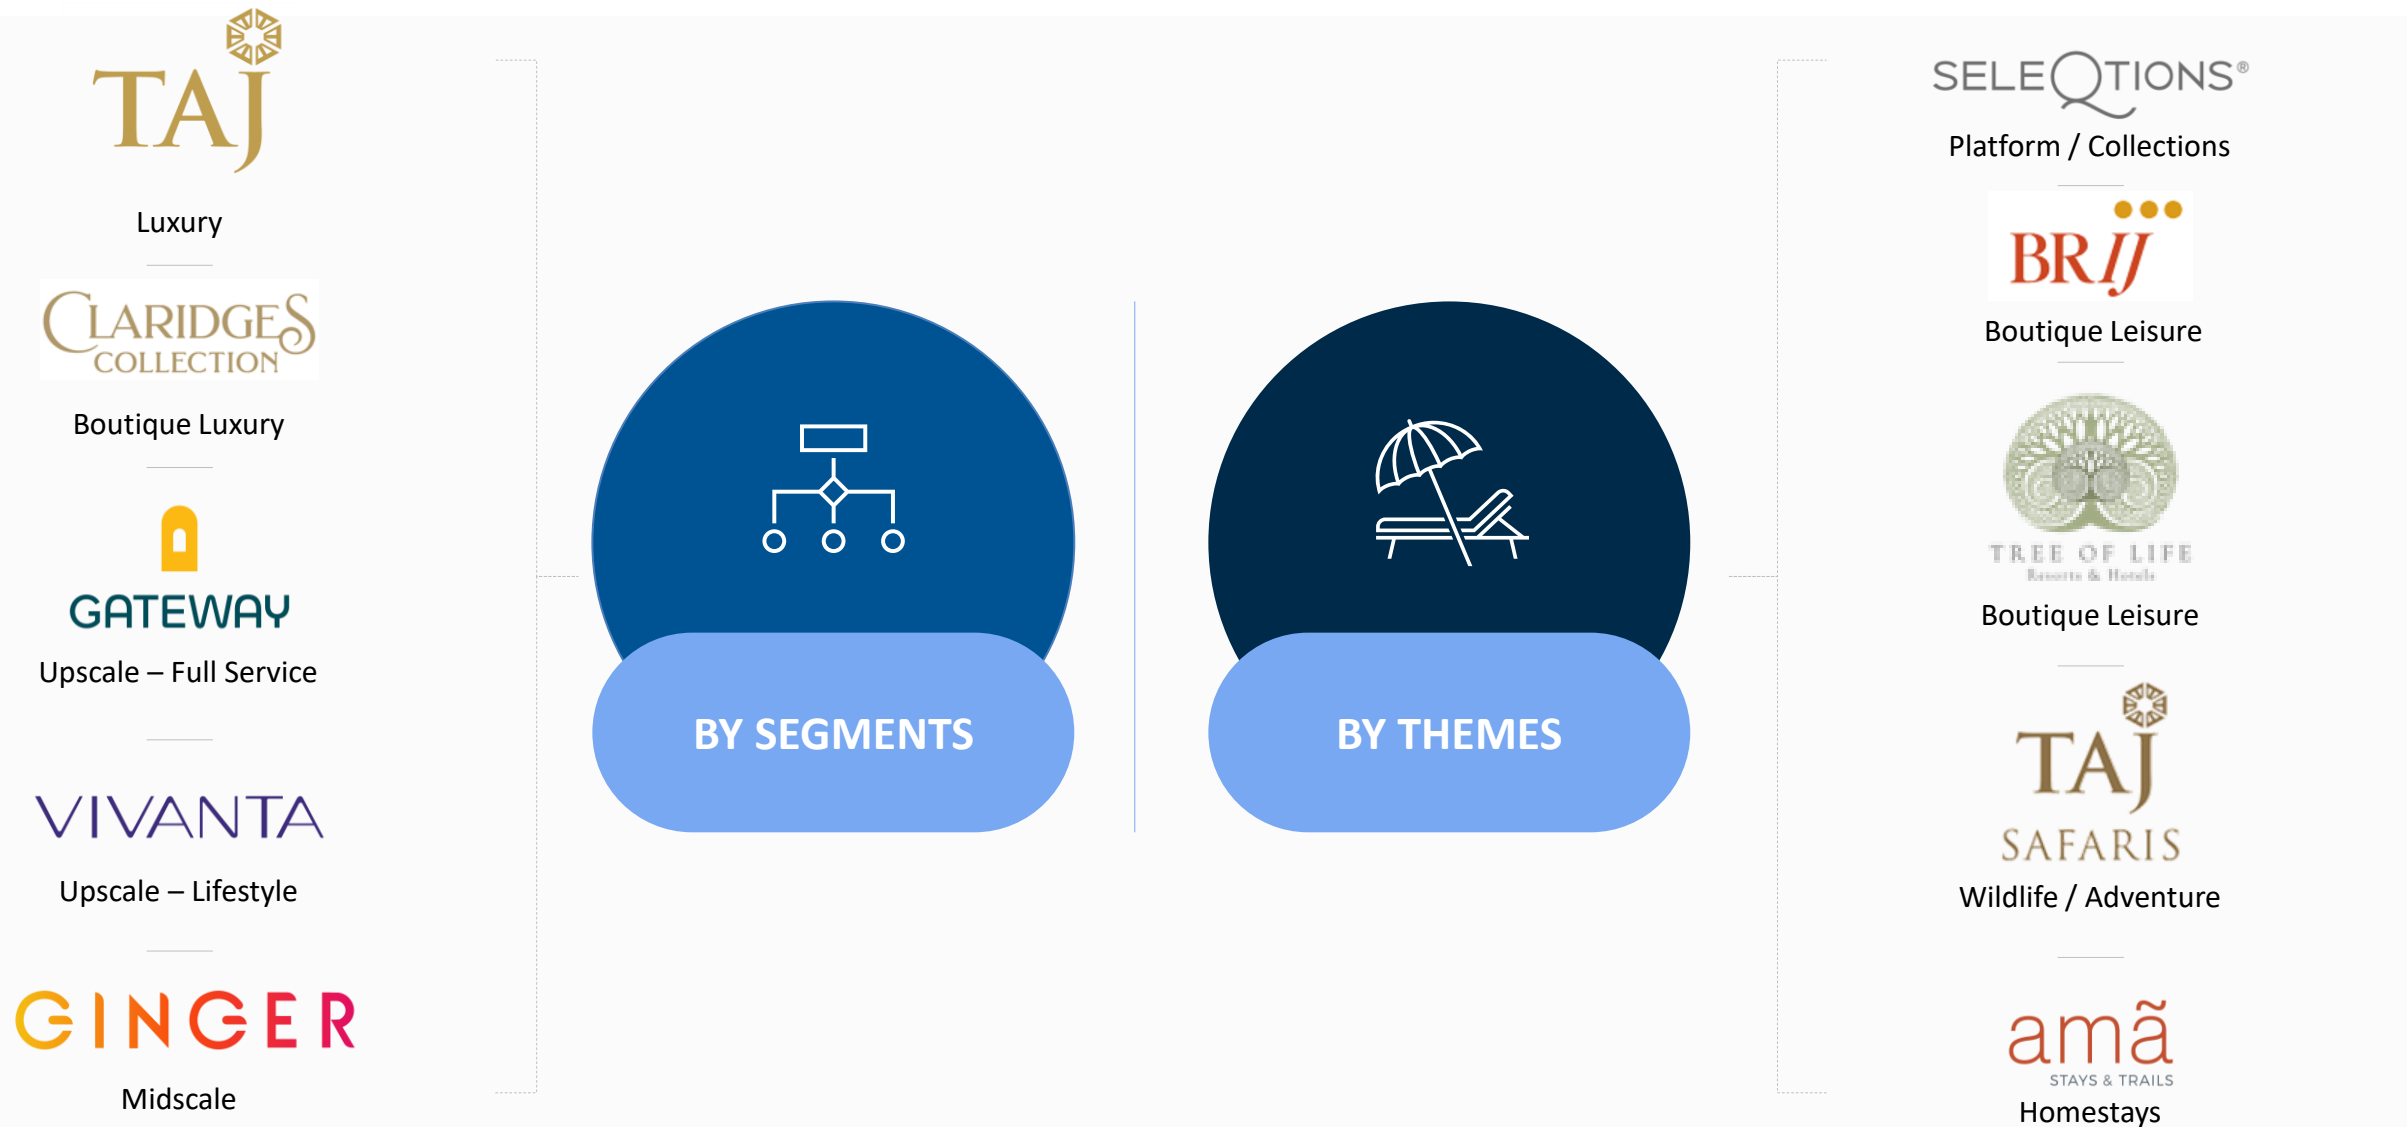 TAJ
Luxury
CLARIDGES
COLLECTION
Boutique Luxury
GATEWAY
Upscale – Full Service
VIVANTA
Upscale – Lifestyle
GINGER
Midscale
BY SEGMENTS
BY THEMES
SELEQTIONS®
Platform / Collections
BRIJ
Boutique Leisure
TREE OF LIFE
Resorts & Hotels
Boutique Leisure
TAJ
SAFARIS
Wildlife / Adventure
amã
STAYS & TRAILS
Homestays